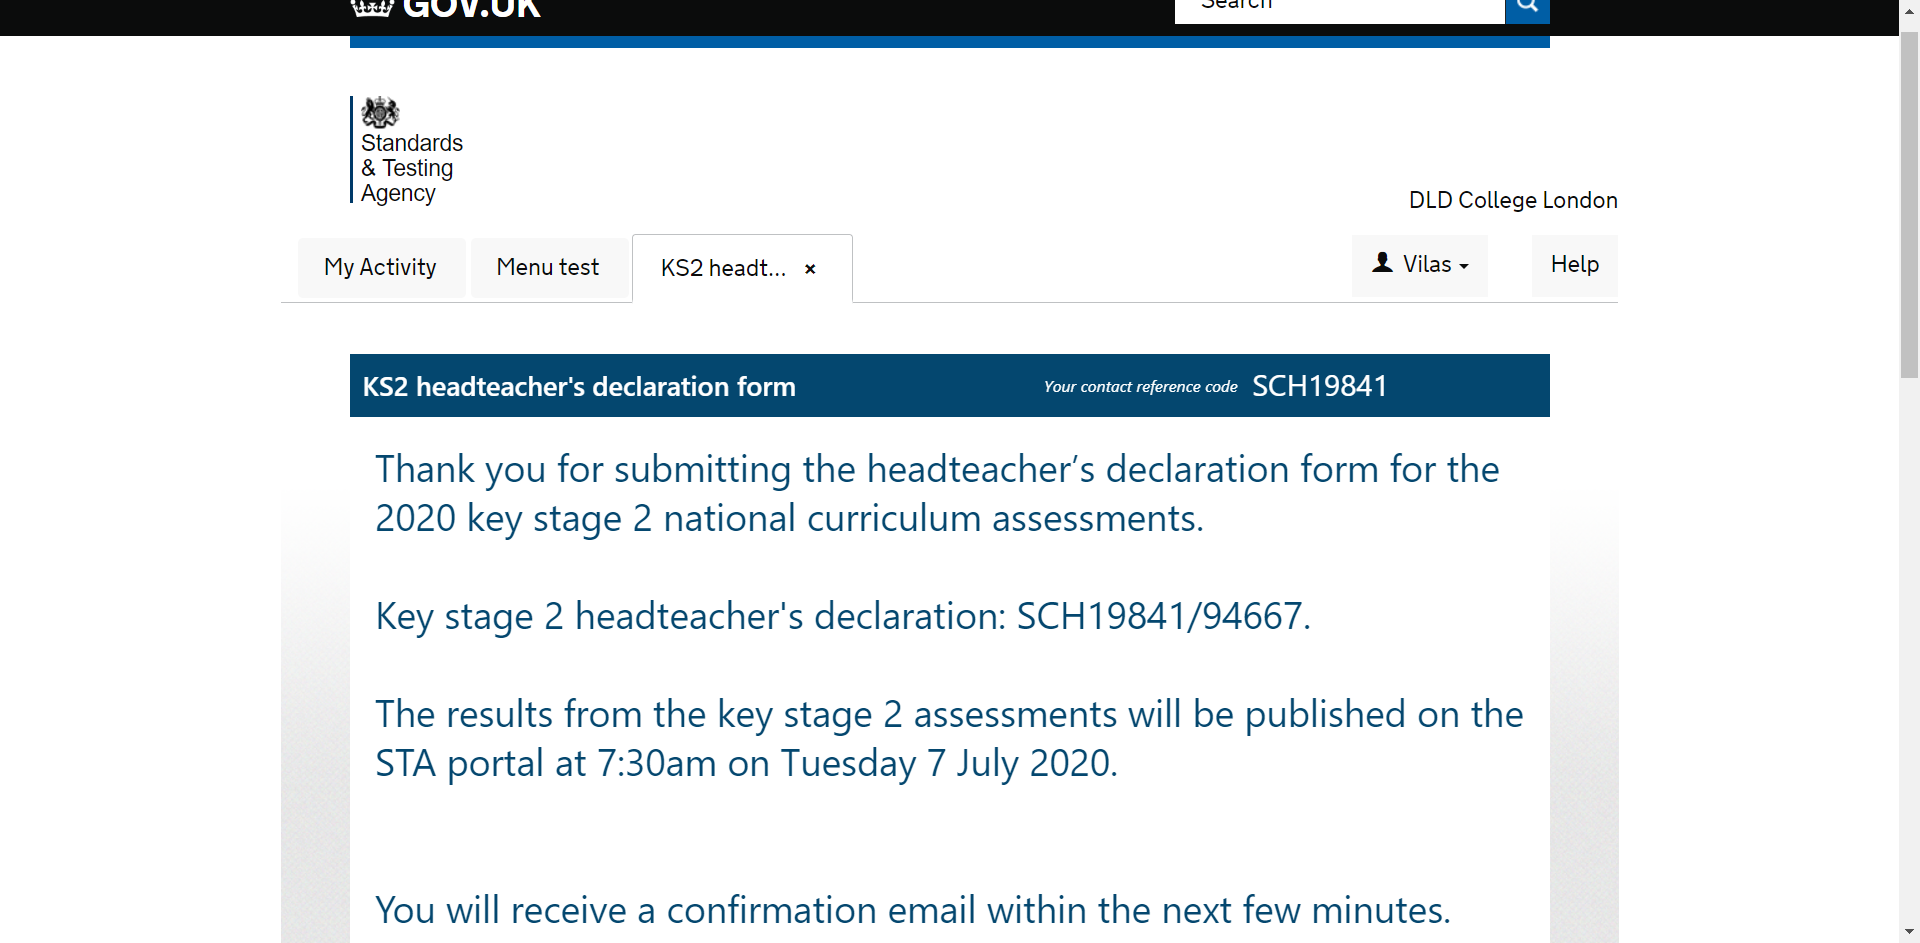 GOV.UK
Search
Standards
& Testing
Agency
DLD College London
My Activity
Menu test
KS2 headt... ×
Vilas
Help
KS2 headteacher's declaration form
Your contact reference code SCH19841
Thank you for submitting the headteacher’s declaration form for the
2020 key stage 2 national curriculum assessments.
Key stage 2 headteacher's declaration: SCH19841/94667.
The results from the key stage 2 assessments will be published on the
STA portal at 7:30am on Tuesday 7 July 2020.
You will receive a confirmation email within the next few minutes.